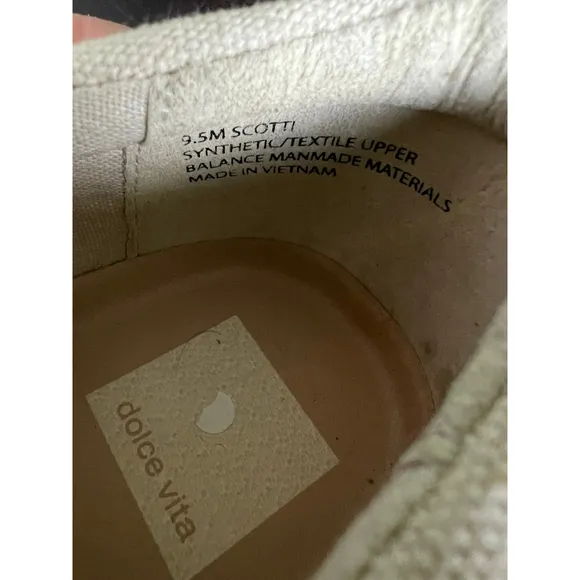 9.5M SCOTTI
SYNTHETIC/TEXTILE UPPER
BALANCE MANMADE MATERIALS
MADE IN VIETNAM
dolce vita